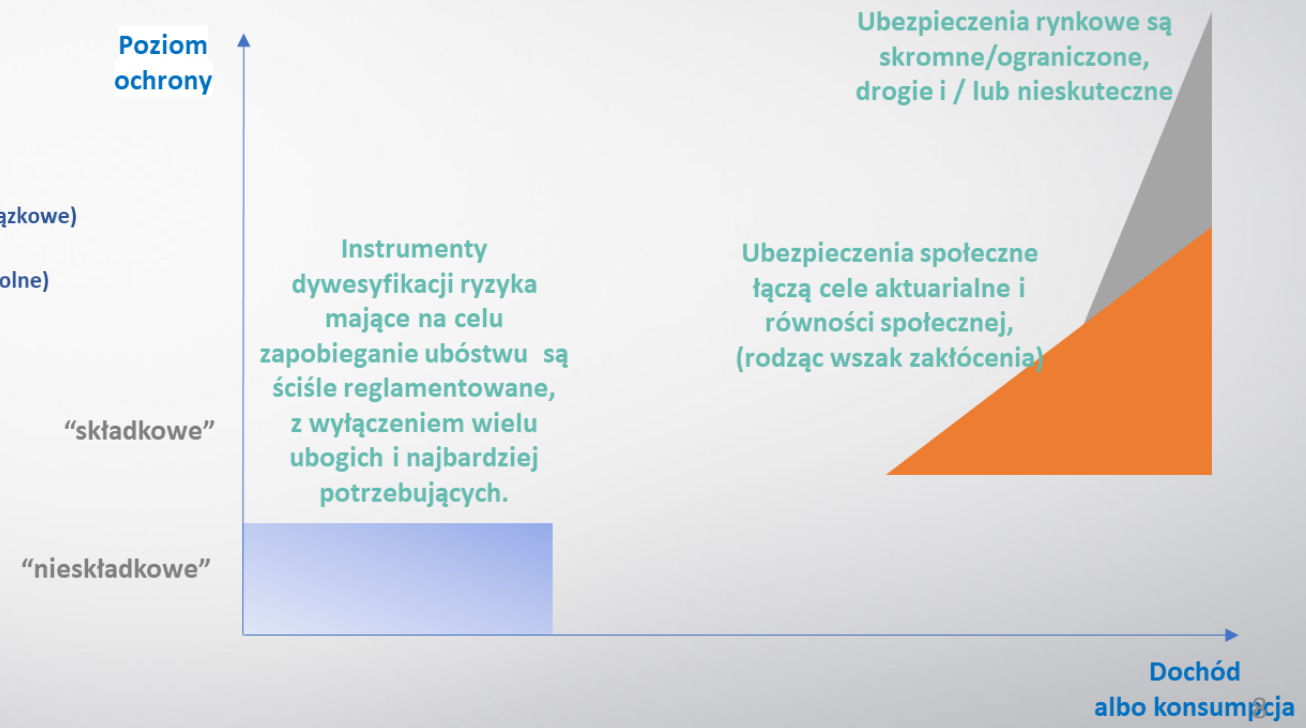 Poziom
ochrony
Ubezpieczenia rynkowe są
skromne/ograniczone,
drogie i / lub nieskuteczne
ązkowe)
olne)
Instrumenty
dywesyfikacji ryzyka
mające na celu
zapobieganie ubóstwu są
ściśle reglamentowane,
z wyłączeniem wielu
ubogich i najbardziej
potrzebujących.
Ubezpieczenia społeczne
łączą cele aktuarialne i
równości społecznej,
(rodząc wszak zakłócenia)
“składkowe”
“nieskładkowe”
Dochód
albo konsumpcja
8